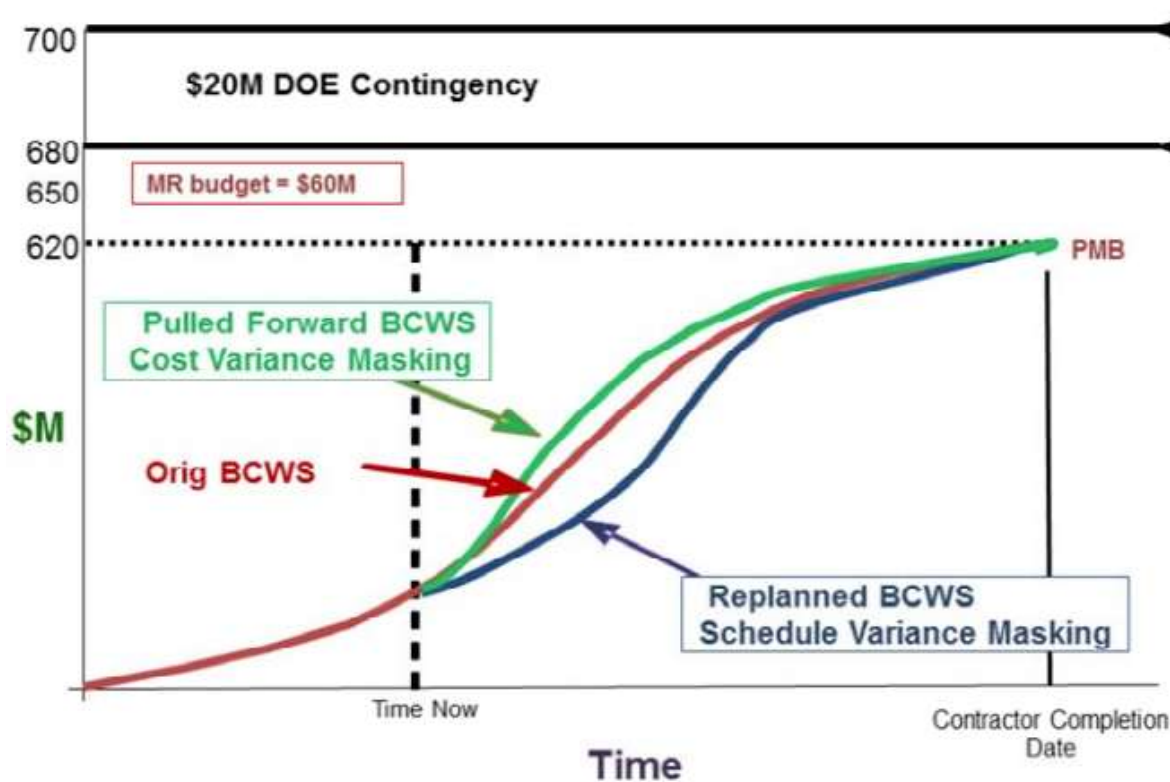 700
$20M DOE Contingency
680
MR budget = $60M
650
620
PMB
Pulled Forward BCWS
Cost Variance Masking
$M
Orig BCWS
Replanned BCWS
Schedule Variance Masking
Time Now
Contractor Completion
Date
Time